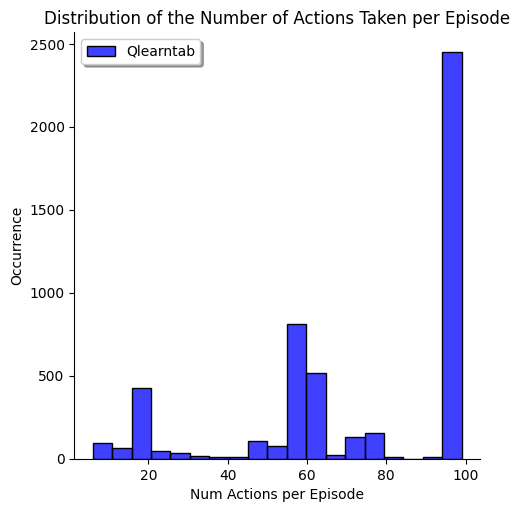 Distribution of the Number of Actions Taken per Episode
Qlearntab
2500
2000
1500
1000
500
0
Occurrence
20 40 60 80 100
Num Actions per Episode